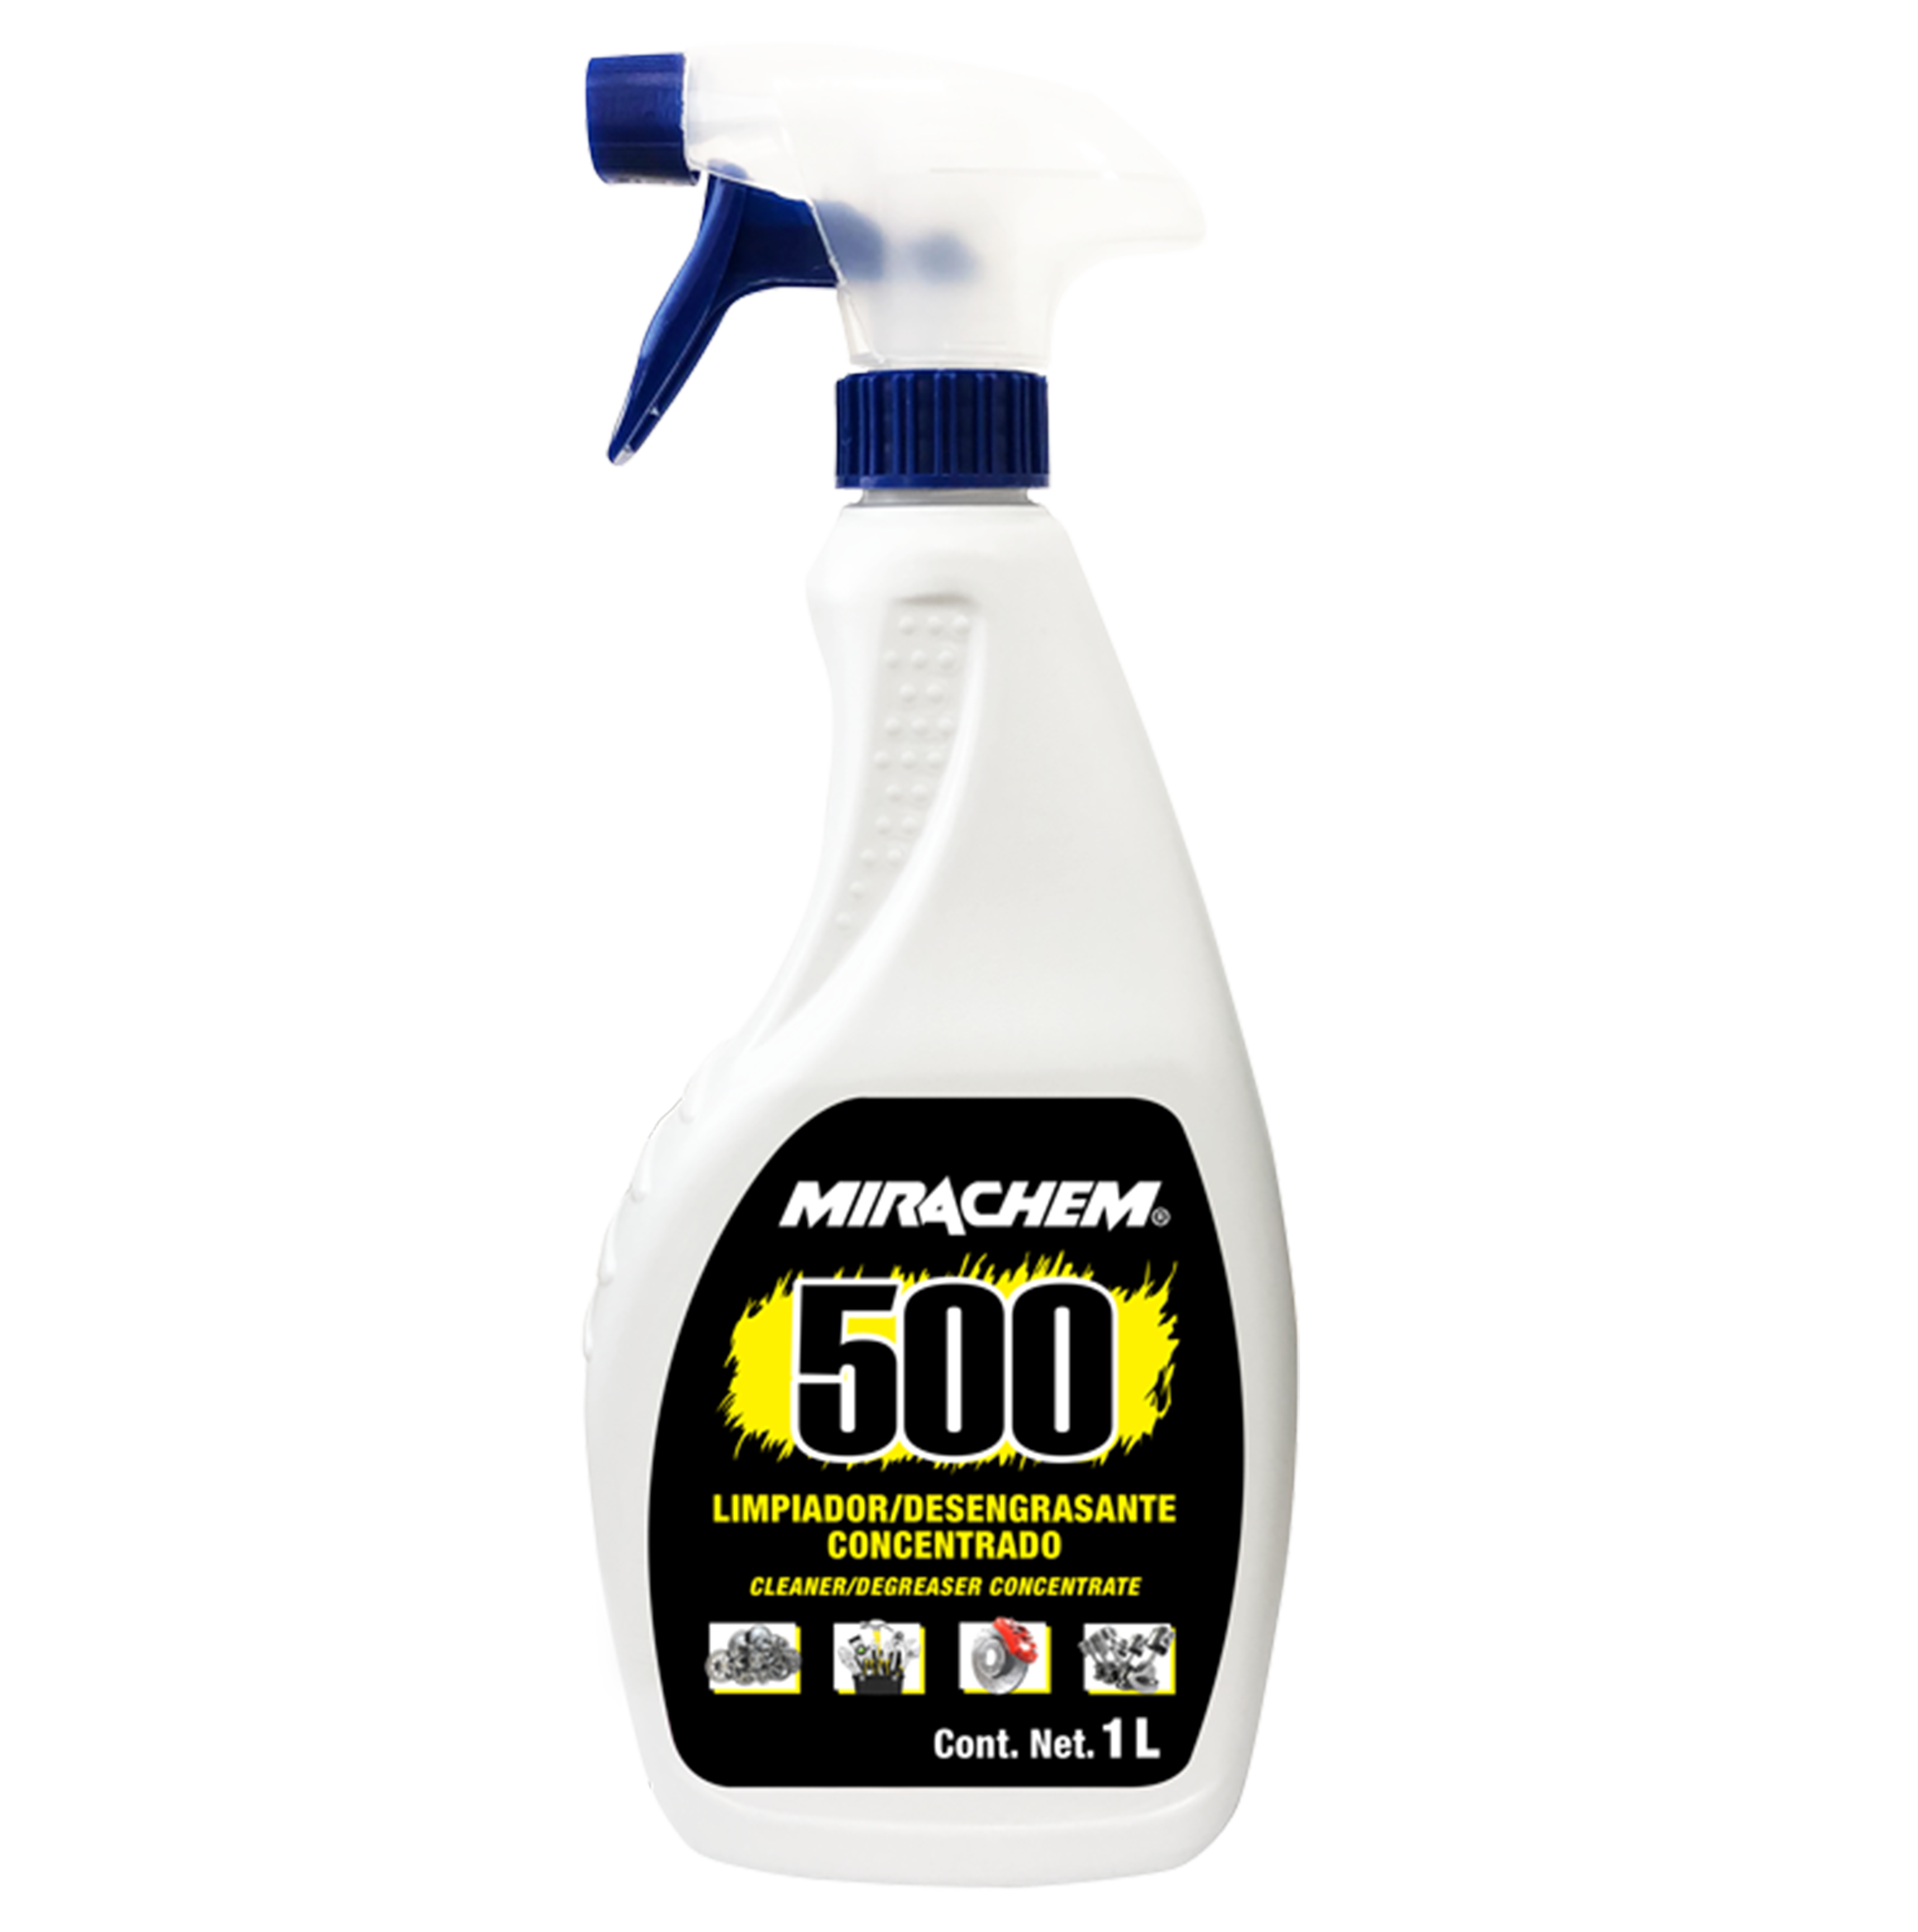 MIRACHEM®
500
LIMPIADOR/DESENGRASANTE
CONCENTRADO
CLEANER/DEGREASER CONCENTRATE
Cont. Net. 1 L